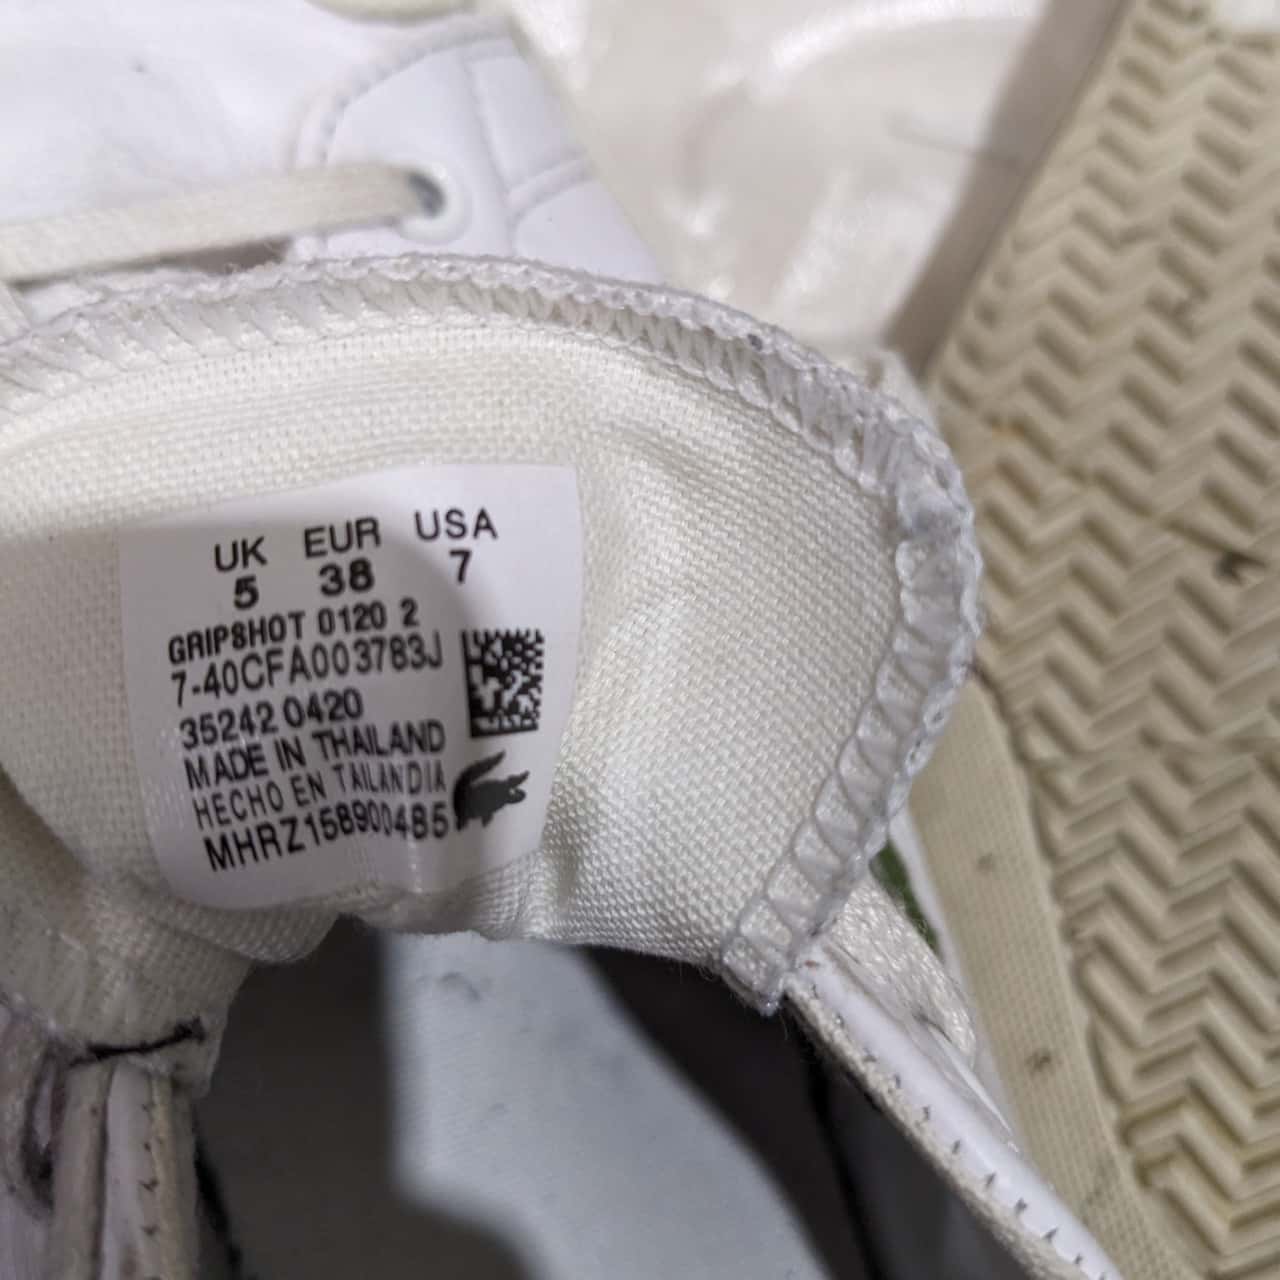 UK EUR USA
5 38 7
GRIPSHOT 0120 2
7-40CFA003783J
35242 0420
MADE IN THAILAND
HECHO EN TAILANDIA
MHRZ158900485